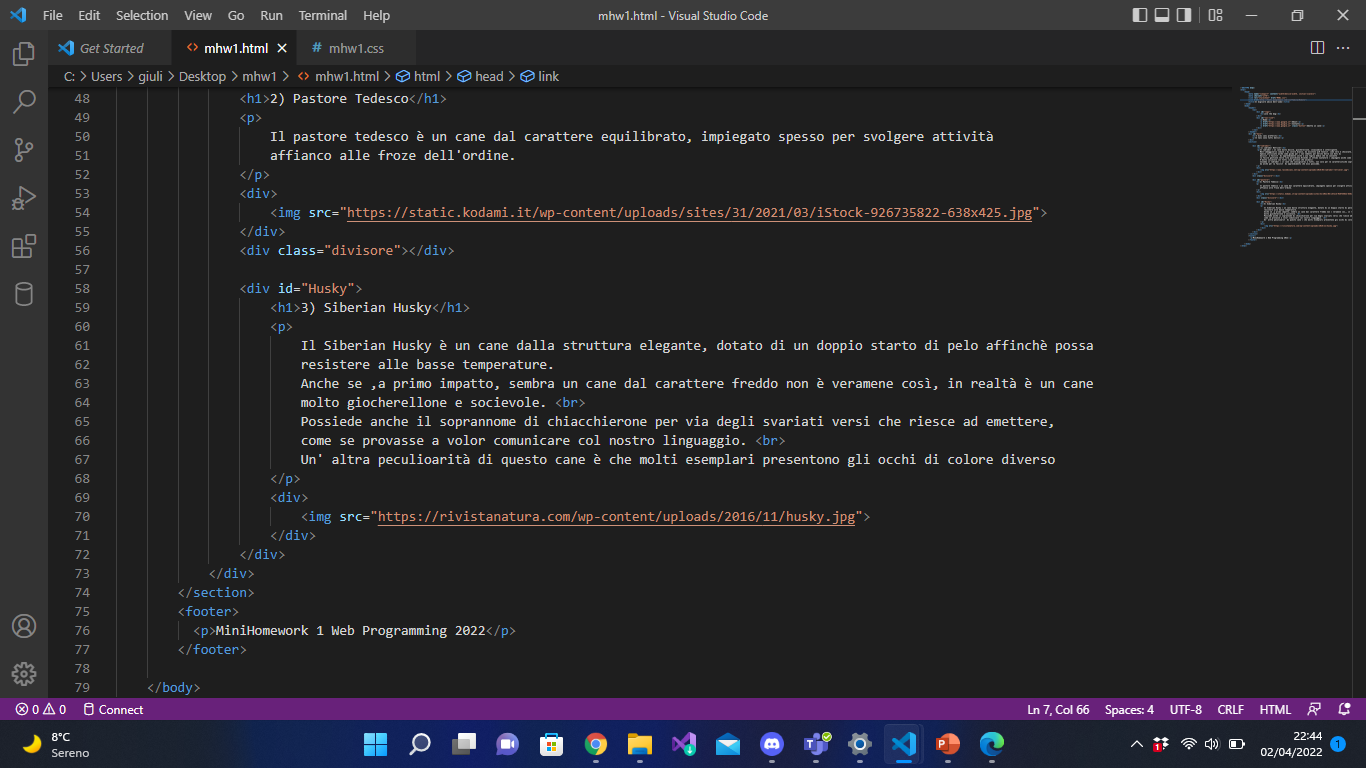 File Edit Selection View Go Run Terminal Help mhw1.html - Visual Studio Code
Get Started mhw1.html mhw1.css
C: > Users > giuli > Desktop > mhw1 > mhw1.html > html > head > link
48 <h1>2) Pastore Tedesco</h1>
49 <p>
50 Il pastore tedesco è un cane dal carattere equilibrato, impiegato spesso per svolgere attività
51 affianco alle froze dell'ordine.
52 </p>
53 <div>
54 <img src="https://static.kodami.it/wp-content/uploads/sites/31/2021/03/iStock-926735822-638x425.jpg">
55 </div>
56 <div class="divisore"></div>
57
58 <div id="Husky">
59 <h1>3) Siberian Husky</h1>
60 <p>
61 Il Siberian Husky è un cane dalla struttura elegante, dotato di un doppio starto di pelo affinchè possa
62 resistere alle basse temperature.
63 Anche se ,a primo impatto, sembra un cane dal carattere freddo non è veramene così, in realtà è un cane
64 molto giocherellone e socievole. <br>
65 Possiede anche il soprannome di chiacchierone per via degli svariati versi che riesce ad emettere,
66 come se provasse a volor comunicare col nostro linguaggio. <br>
67 Un' altra peculioarità di questo cane è che molti esemplari presentono gli occhi di colore diverso
68 </p>
69 <div>
70 <img src="https://rivistanatura.com/wp-content/uploads/2016/11/husky.jpg">
71 </div>
72 </div>
73 </div>
74 </section>
75 <footer>
76 <p>MiniHomework 1 Web Programming 2022</p>
77 </footer>
78
79 </body>
0 0 Connect Ln 7, Col 66 Spaces: 4 UTF-8 CRLF HTML
8°C 22:44
Sereno 02/04/2022 1